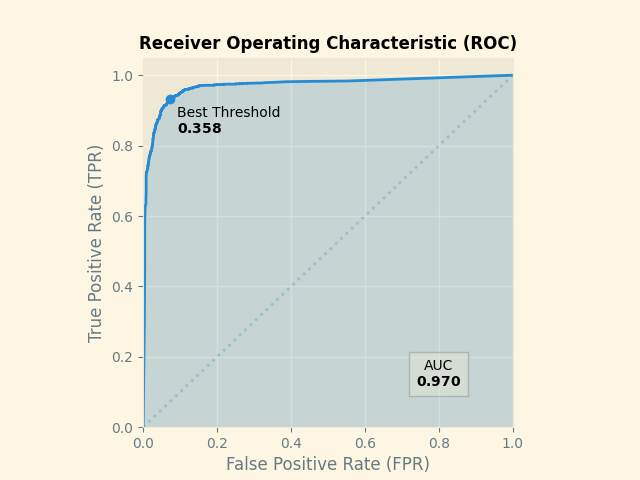 Receiver Operating Characteristic (ROC)
True Positive Rate (TPR)
1.0
0.8
0.6
0.4
0.2
0.0
Best Threshold
0.358
AUC
0.970
0.0 0.2 0.4 0.6 0.8 1.0
False Positive Rate (FPR)